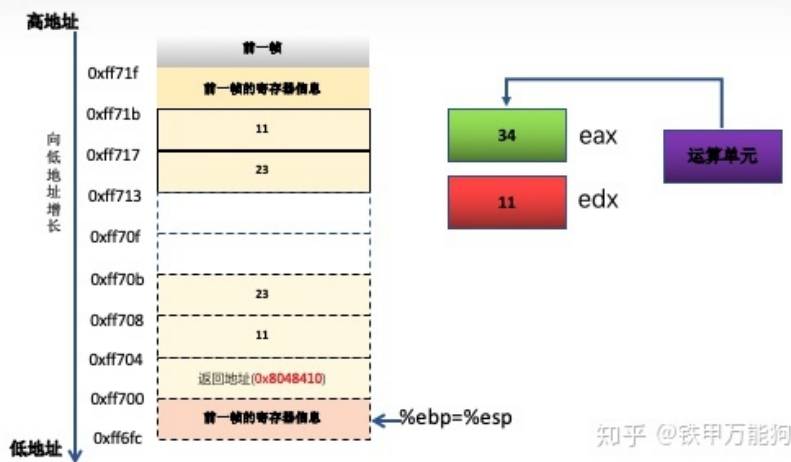 高地址
前一帧
0xff71f
前一帧的寄存器信息
0xff71b
11
34
eax
运算单元
0xff717
23
11
edx
0xff713
向低地址增长
0xff70f
0xff70b
23
0xff708
11
0xff704
返回地址(0x8048410)
0xff700
前一帧的寄存器信息
%ebp=%esp
0xff6fc
低地址
知乎 @铁甲万能狗